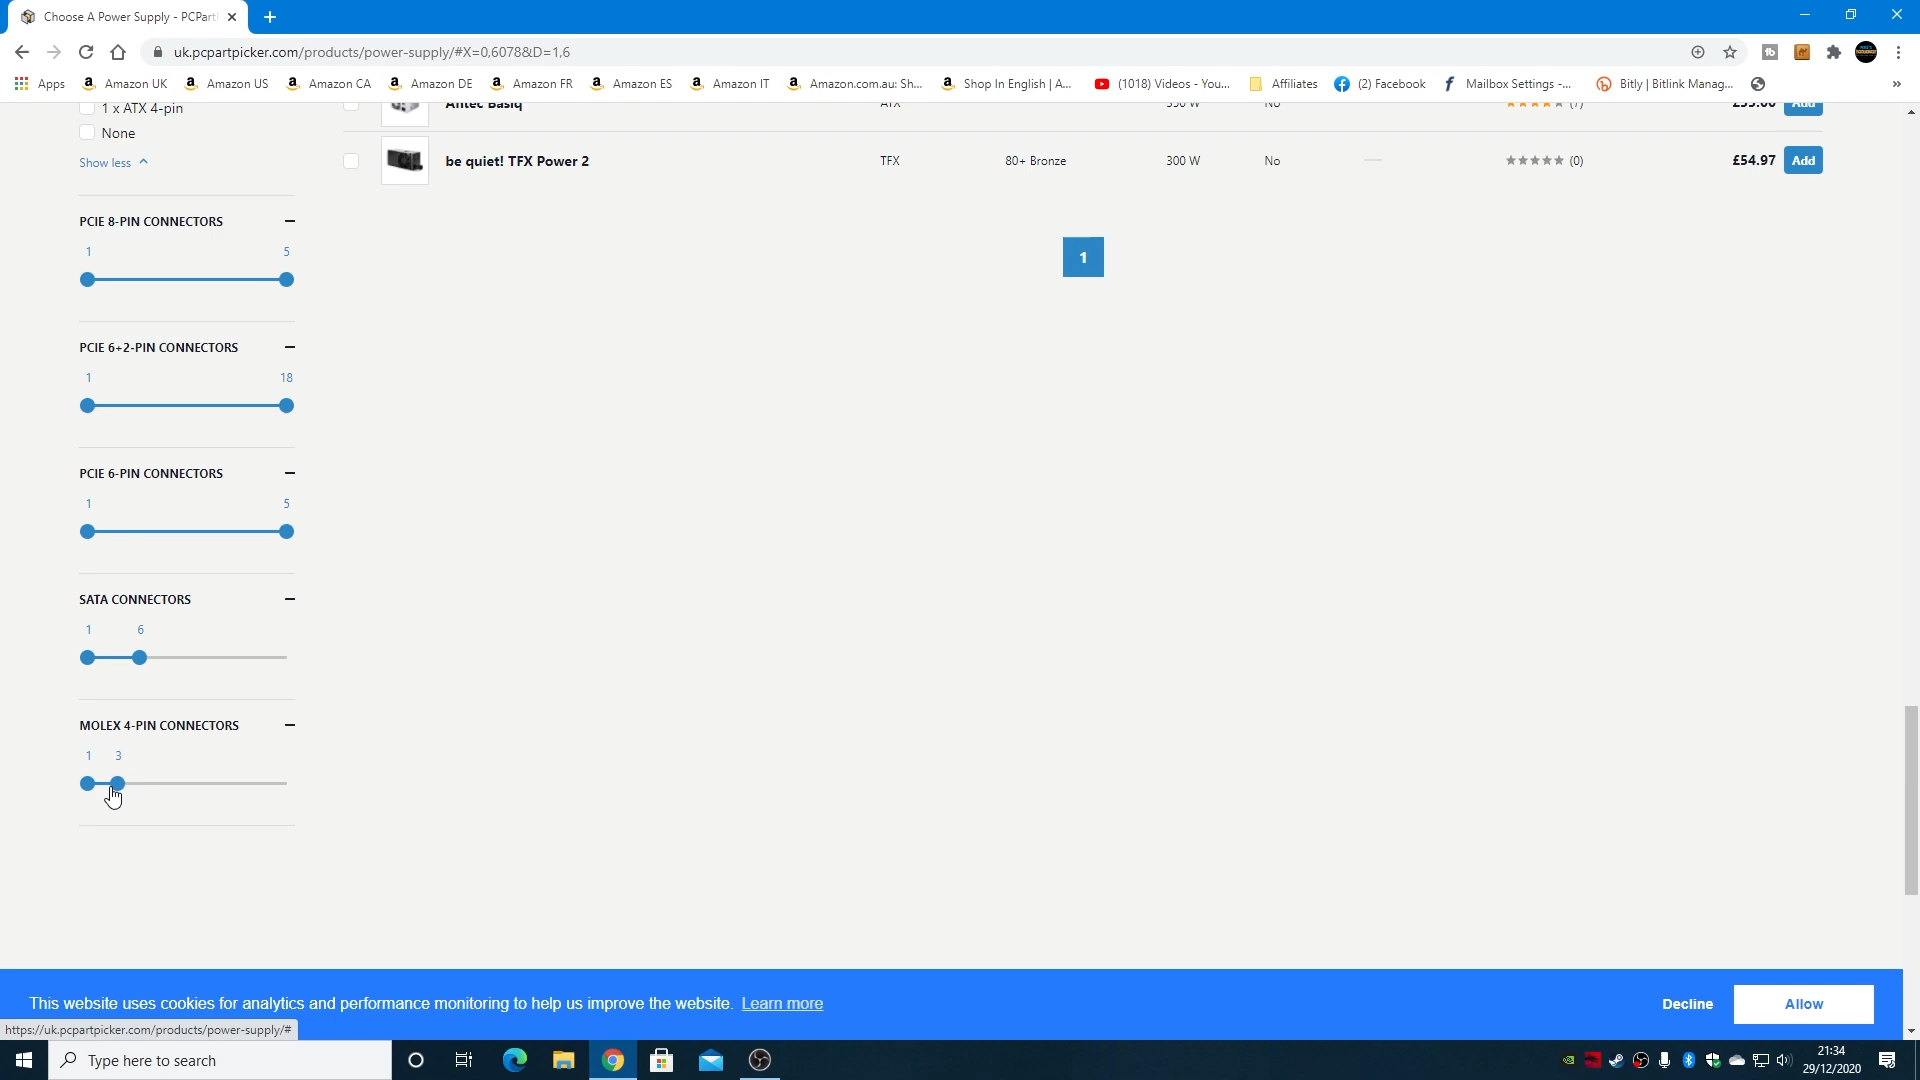 Choose A Power Supply - PCPart
uk.pcpartpicker.com/products/power-supply/#X=0,6078&D=1,6
Apps Amazon UK Amazon US Amazon CA Amazon DE Amazon FR Amazon ES Amazon IT Amazon.com.au: Sh... Shop In English | A... (1018) Videos - You... Affiliates (2) Facebook Mailbox Settings -... Bitly | Bitlink Manag... »
1 x ATX 4-pin
Antec Basiq ATX 350 W No (7) Add
None
be quiet! TFX Power 2 TFX 80+ Bronze 300 W No (0) £54.97 Add
Show less
PCIE 8-PIN CONNECTORS
1 5
1
PCIE 6+2-PIN CONNECTORS
1 18
PCIE 6-PIN CONNECTORS
1 5
SATA CONNECTORS
1 6
MOLEX 4-PIN CONNECTORS
1 3
This website uses cookies for analytics and performance monitoring to help us improve the website. Learn more
Decline Allow
https://uk.pcpartpicker.com/products/power-supply/#
Type here to search
21:34
29/12/2020